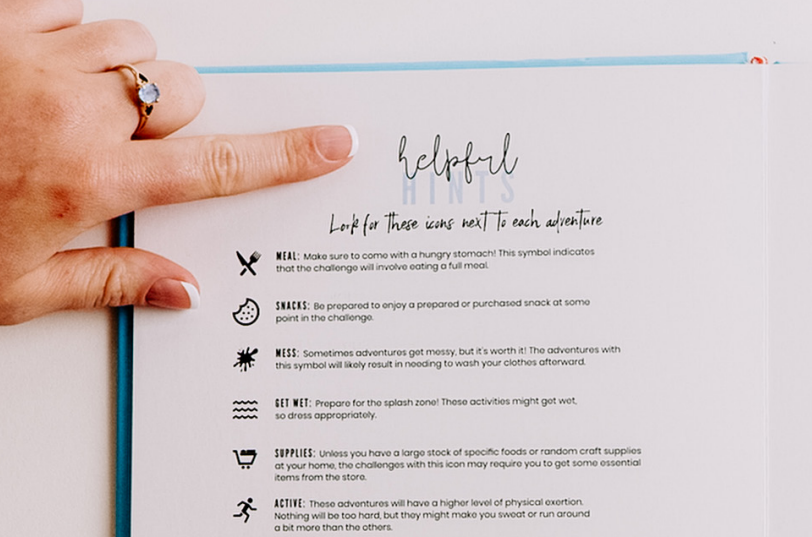 helpful
HINTS
Look for these icons next to each adventure
MEAL: Make sure to come with a hungry stomach! This symbol indicates
that the challenge will involve eating a full meal.
SNACKS: Be prepared to enjoy a prepared or purchased snack at some
point in the challenge.
MESS: Sometimes adventures get messy, but it's worth it! The adventures with
this symbol will likely result in needing to wash your clothes afterward.
GET WET: Prepare for the splash zone! These activities might get wet,
so dress appropriately.
SUPPLIES: Unless you have a large stock of specific foods or random craft supplies
at your home, the challenges with this icon may require you to get some essential
items from the store.
ACTIVE: These adventures will have a higher level of physical exertion.
Nothing will be too hard, but they might make you sweat or run around
a bit more than the others.